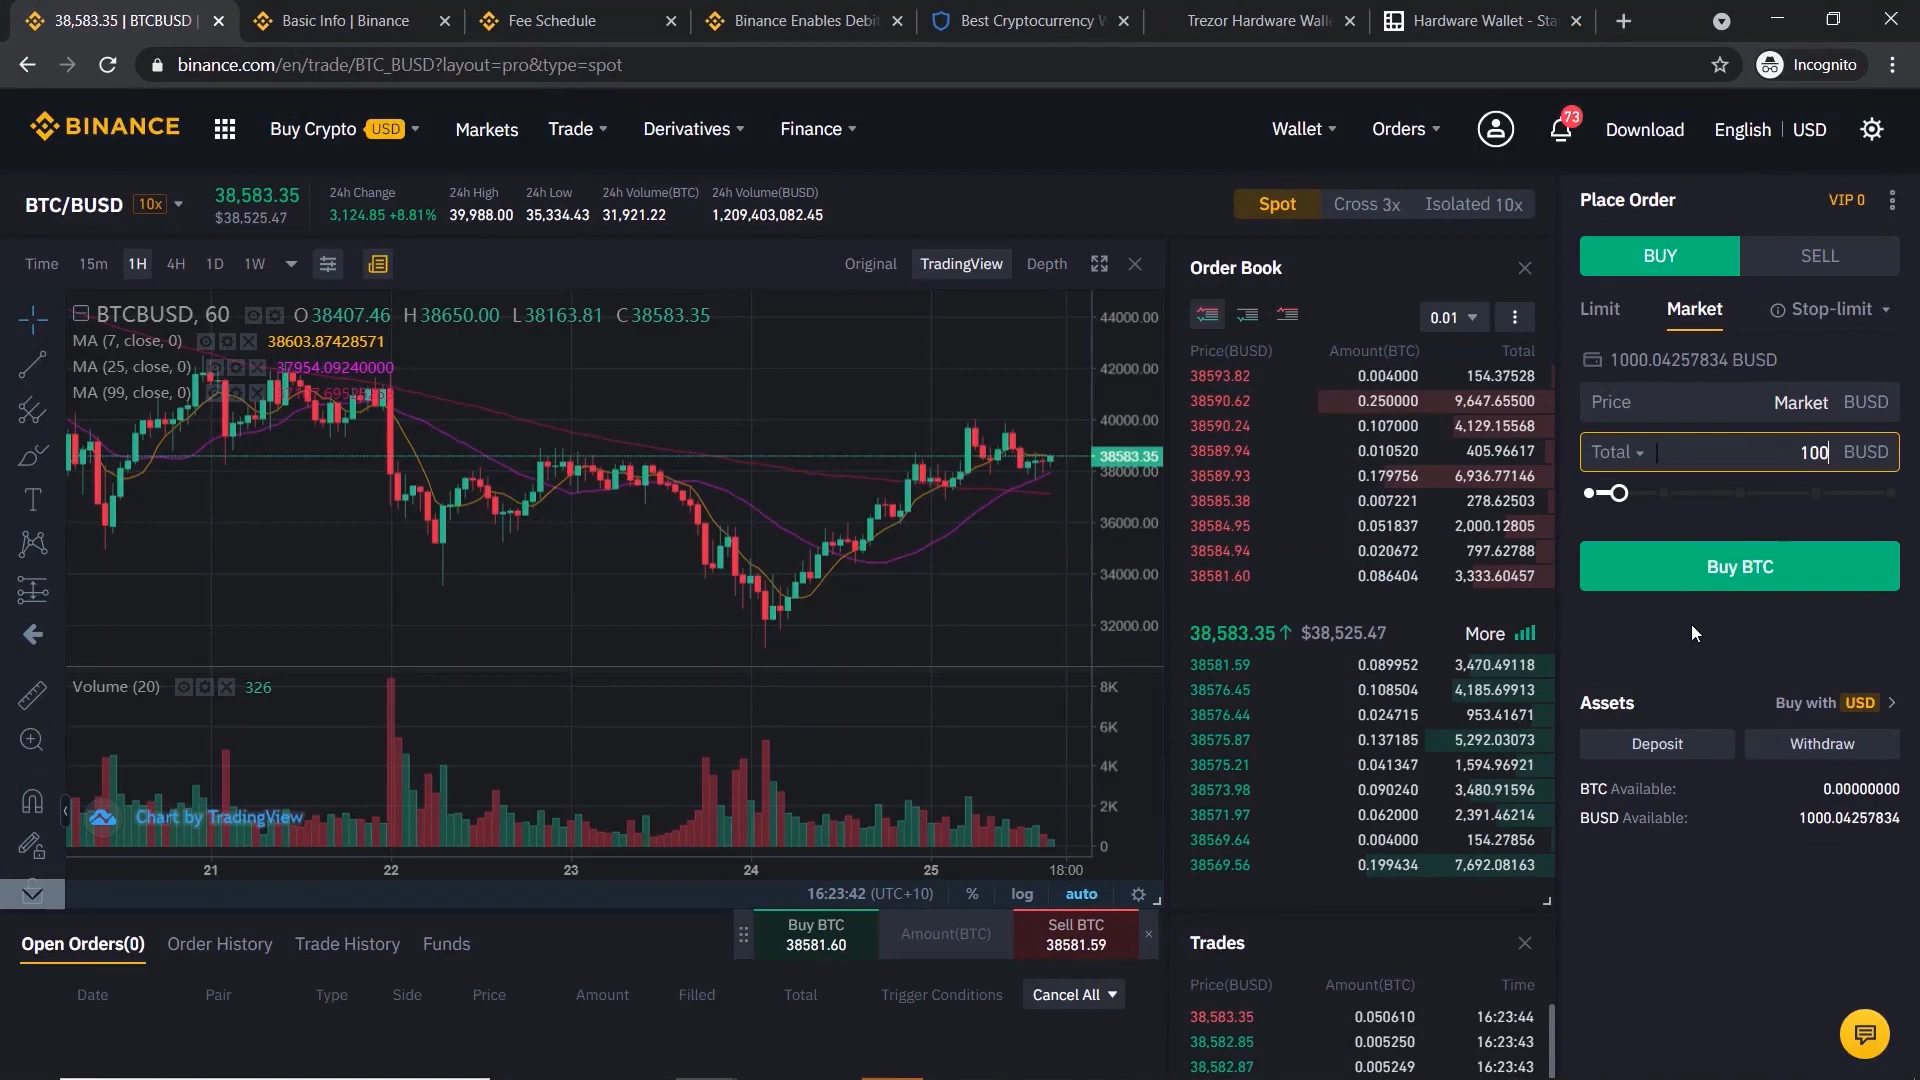 38,583.35 | BTCBUSD |
Basic Info | Binance
Fee Schedule
Binance Enables Debi
Best Cryptocurrency W
Trezor Hardware Walle
Hardware Wallet - Sta
binance.com/en/trade/BTC_BUSD?layout=pro&type=spot
Incognito
BINANCE
Buy Crypto USD
Markets
Trade
Derivatives
Finance
Wallet
Orders
73
Download
English
USD
BTC/BUSD 10x
38,583.35
$38,525.47
24h Change
3,124.85 +8.81%
24h High
39,988.00
24h Low
35,334.43
24h Volume(BTC)
31,921.22
24h Volume(BUSD)
1,209,403,082.45
Spot Cross 3x Isolated 10x
Time 15m 1H 4H 1D 1W
Original TradingView Depth
BTCBUSD, 60 O 38407.46 H 38650.00 L 38163.81 C 38583.35
MA (7, close, 0) 38603.87428571
MA (25, close, 0) 37954.09240000
MA (99, close, 0)
44000.00
42000.00
40000.00
38583.35
38000.00
36000.00
34000.00
32000.00
Volume (20) 326
8K
6K
4K
2K
0
Chart by TradingView
21 22 23 24 25 18:00
16:23:42 (UTC+10) % log auto
Order Book
0.01
Price(BUSD) Amount(BTC) Total
38593.82 0.004000 154.37528
38590.62 0.250000 9,647.65500
38590.24 0.107000 4,129.15568
38589.94 0.010520 405.96617
38589.93 0.179756 6,936.77146
38585.38 0.007221 278.62503
38584.95 0.051837 2,000.12805
38584.94 0.020672 797.62788
38581.60 0.086404 3,333.60457
38,583.35 $38,525.47 More
38581.59 0.089952 3,470.49118
38576.45 0.108504 4,185.69913
38576.44 0.024715 953.41671
38575.87 0.137185 5,292.03073
38575.21 0.041347 1,594.96921
38573.98 0.090240 3,480.91596
38571.97 0.062000 2,391.46214
38569.64 0.004000 154.27856
38569.56 0.199434 7,692.08163
Place Order VIP 0
BUY SELL
Limit Market Stop-limit
1000.04257834 BUSD
Price Market BUSD
Total 100 BUSD
Buy BTC
Assets Buy with USD
Deposit Withdraw
BTC Available: 0.00000000
BUSD Available: 1000.04257834
Open Orders(0) Order History Trade History Funds
Buy BTC
38581.60
Amount(BTC)
Sell BTC
38581.59
Date Pair Type Side Price Amount Filled Total Trigger Conditions Cancel All
Trades
Price(BUSD) Amount(BTC) Time
38,583.35 0.050610 16:23:44
38,582.85 0.005250 16:23:43
38,582.87 0.005249 16:23:43